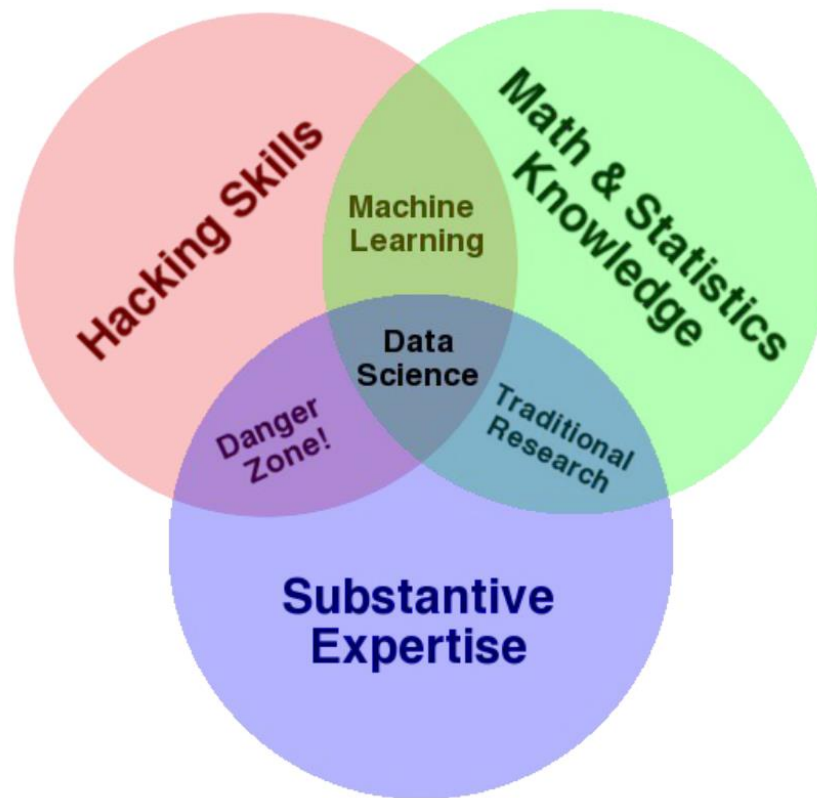 Hacking Skills
Math & Statistics
Knowledge
Machine
Learning
Data
Science
Danger
Zone!
Traditional
Research
Substantive
Expertise